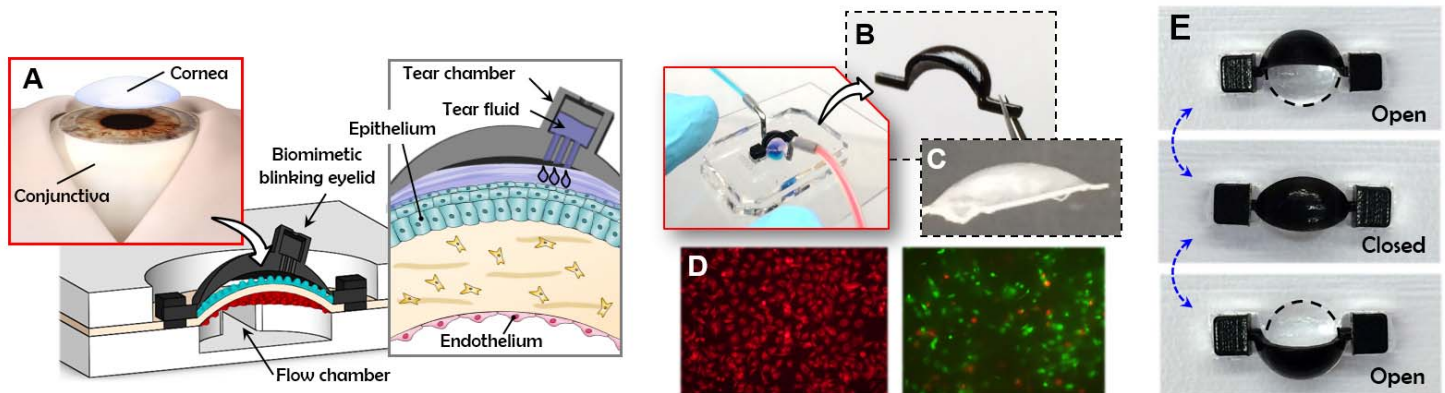 A
Cornea
Conjunctiva
Biomimetic
blinking eyelid
Flow chamber
Tear chamber
Tear fluid
Epithelium
Endothelium
B
C
D
E
Open
Closed
Open